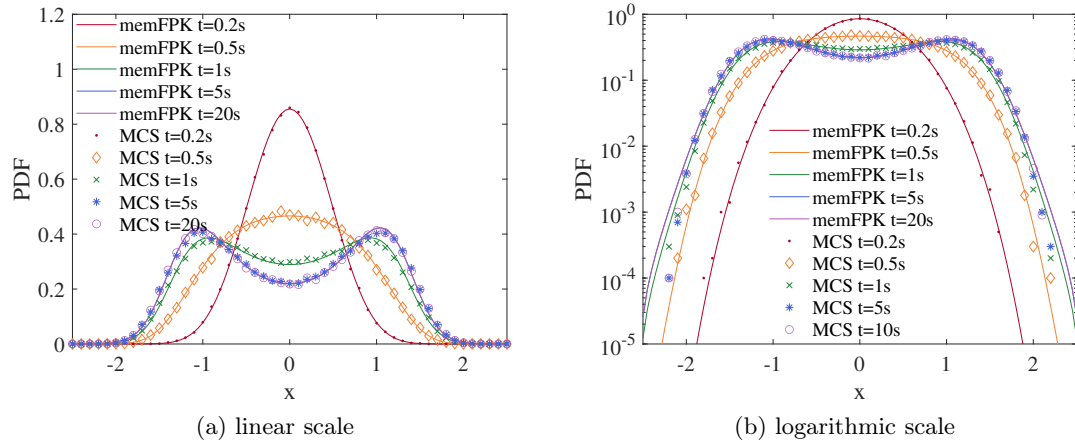 1.2
1
0.8
0.6
0.4
0.2
0
PDF
-2
-1
0
1
2
x
memFPK t=0.2s
memFPK t=0.5s
memFPK t=1s
memFPK t=5s
memFPK t=20s
MCS t=0.2s
MCS t=0.5s
MCS t=1s
MCS t=5s
MCS t=20s
(a) linear scale
10^0
10^-1
10^-2
10^-3
10^-4
10^-5
PDF
-2
-1
0
1
2
x
memFPK t=0.2s
memFPK t=0.5s
memFPK t=1s
memFPK t=5s
memFPK t=20s
MCS t=0.2s
MCS t=0.5s
MCS t=1s
MCS t=5s
MCS t=10s
(b) logarithmic scale